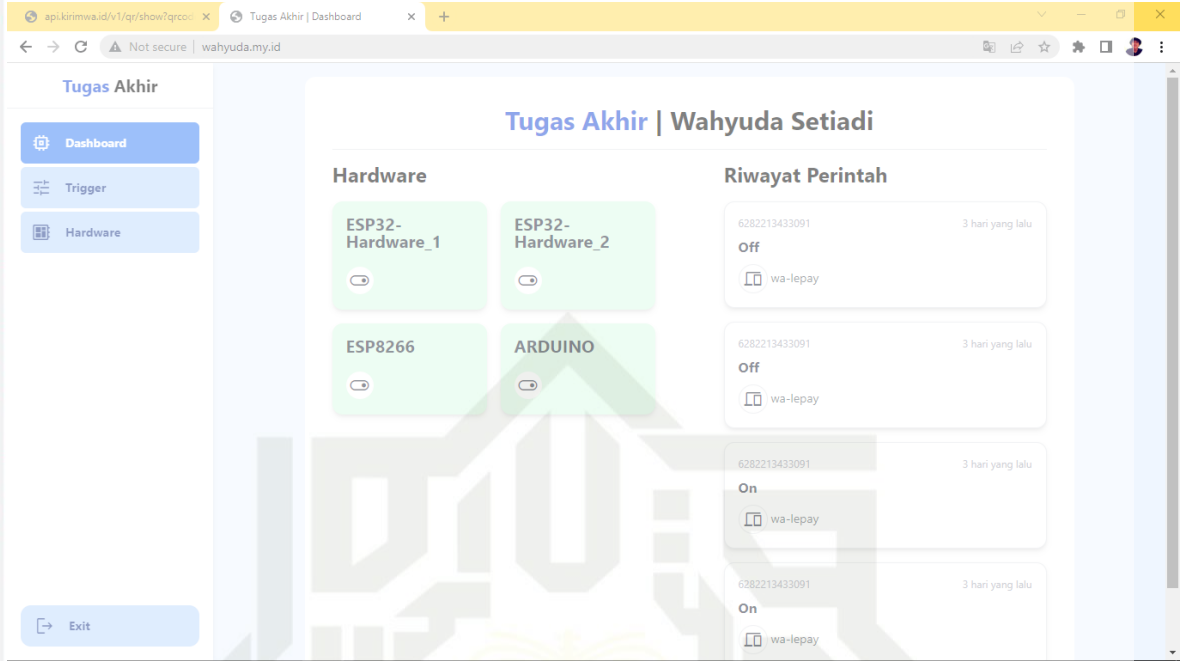 api.kirimwa.id/v1/qr/show?qrcod
Tugas Akhir | Dashboard
Not secure | wahyuda.my.id
Tugas Akhir
Dashboard
Trigger
Hardware
Exit
Tugas Akhir | Wahyuda Setiadi
Hardware
ESP32-
Hardware_1
ESP32-
Hardware_2
ESP8266
ARDUINO
Riwayat Perintah
6282213433091 3 hari yang lalu
Off
wa-lepay
6282213433091 3 hari yang lalu
Off
wa-lepay
6282213433091 3 hari yang lalu
On
wa-lepay
6282213433091 3 hari yang lalu
On
wa-lepay